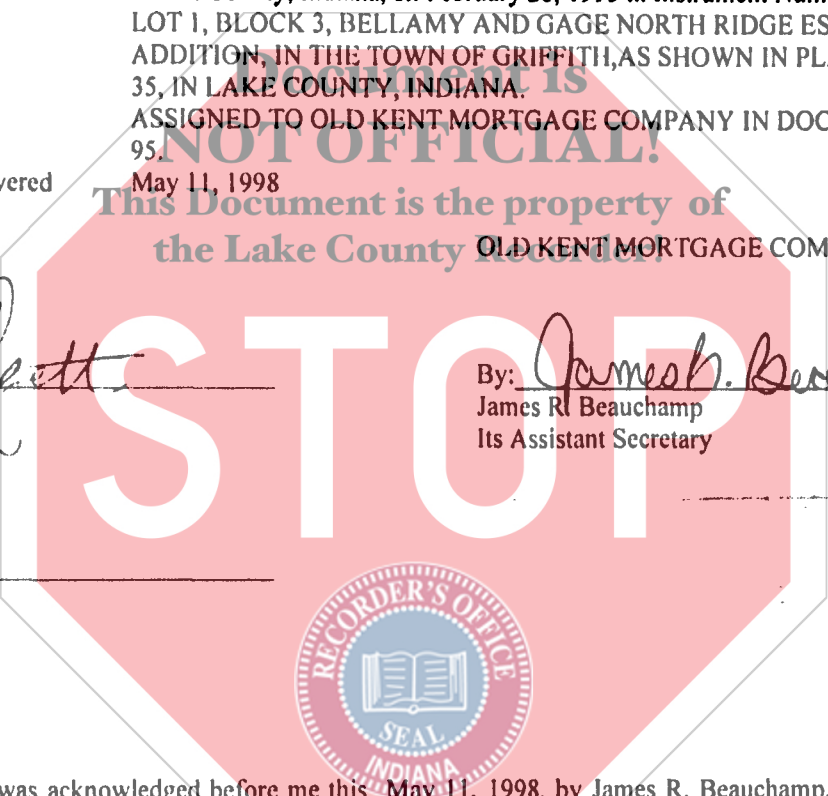 LOT 1, BLOCK 3, BELLAMY AND GAGE NORTH RIDGE ES
ADDITION, IN THE TOWN OF GRIFFITH,AS SHOWN IN PLA
35, IN LAKE COUNTY, INDIANA.
Document is
ASSIGNED TO OLD KENT MORTGAGE COMPANY IN DOC
NOT OFFICIAL!
95.
vered May 11, 1998
This Document is the property of
the Lake County Recorder!
OLD KENT MORTGAGE COM
STOP
By: James R. Beau
James R. Beauchamp
Its Assistant Secretary
RECORDER'S OFFICE
SEAL
INDIANA
was acknowledged before me this May 11, 1998, by James R. Beauchamp,